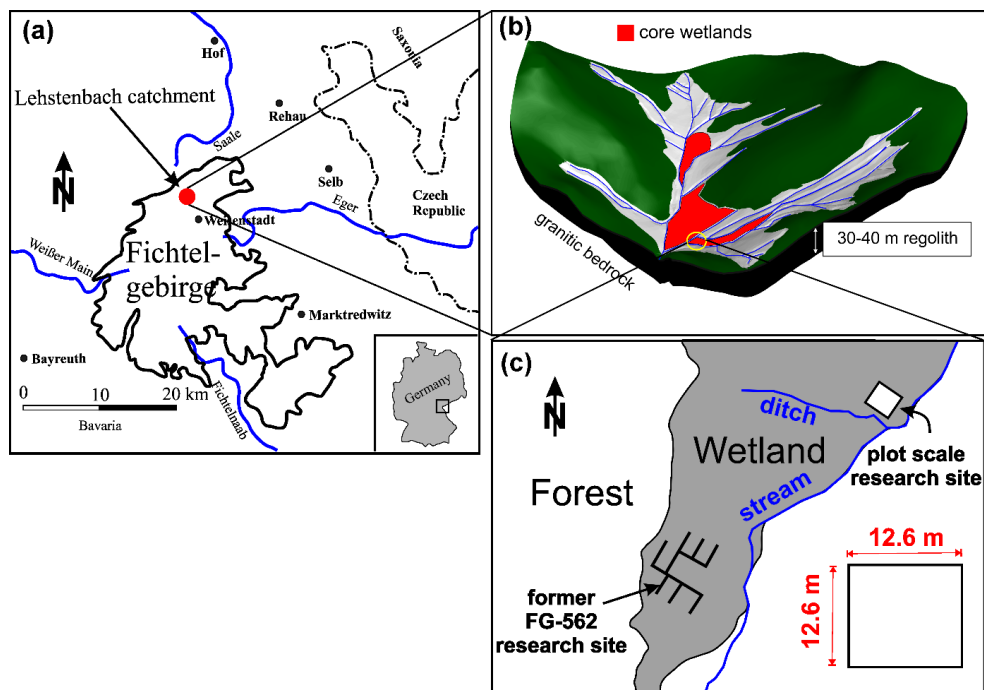 (a)
Hof
Saxonia
Lehstenbach catchment
Rehau
Saale
N
Selb
Czech
Republic
Eger
Weißer Main
Fichtel-
gebirge
Marktredwitz
Bayreuth
0 10 20 km
Bavaria
Fichtelnaab
Germany
(b)
core wetlands
granitic bedrock
30-40 m regolith
(c)
N
ditch
Wetland
plot scale
research site
Forest
stream
12.6 m
12.6 m
former
FG-562
research site